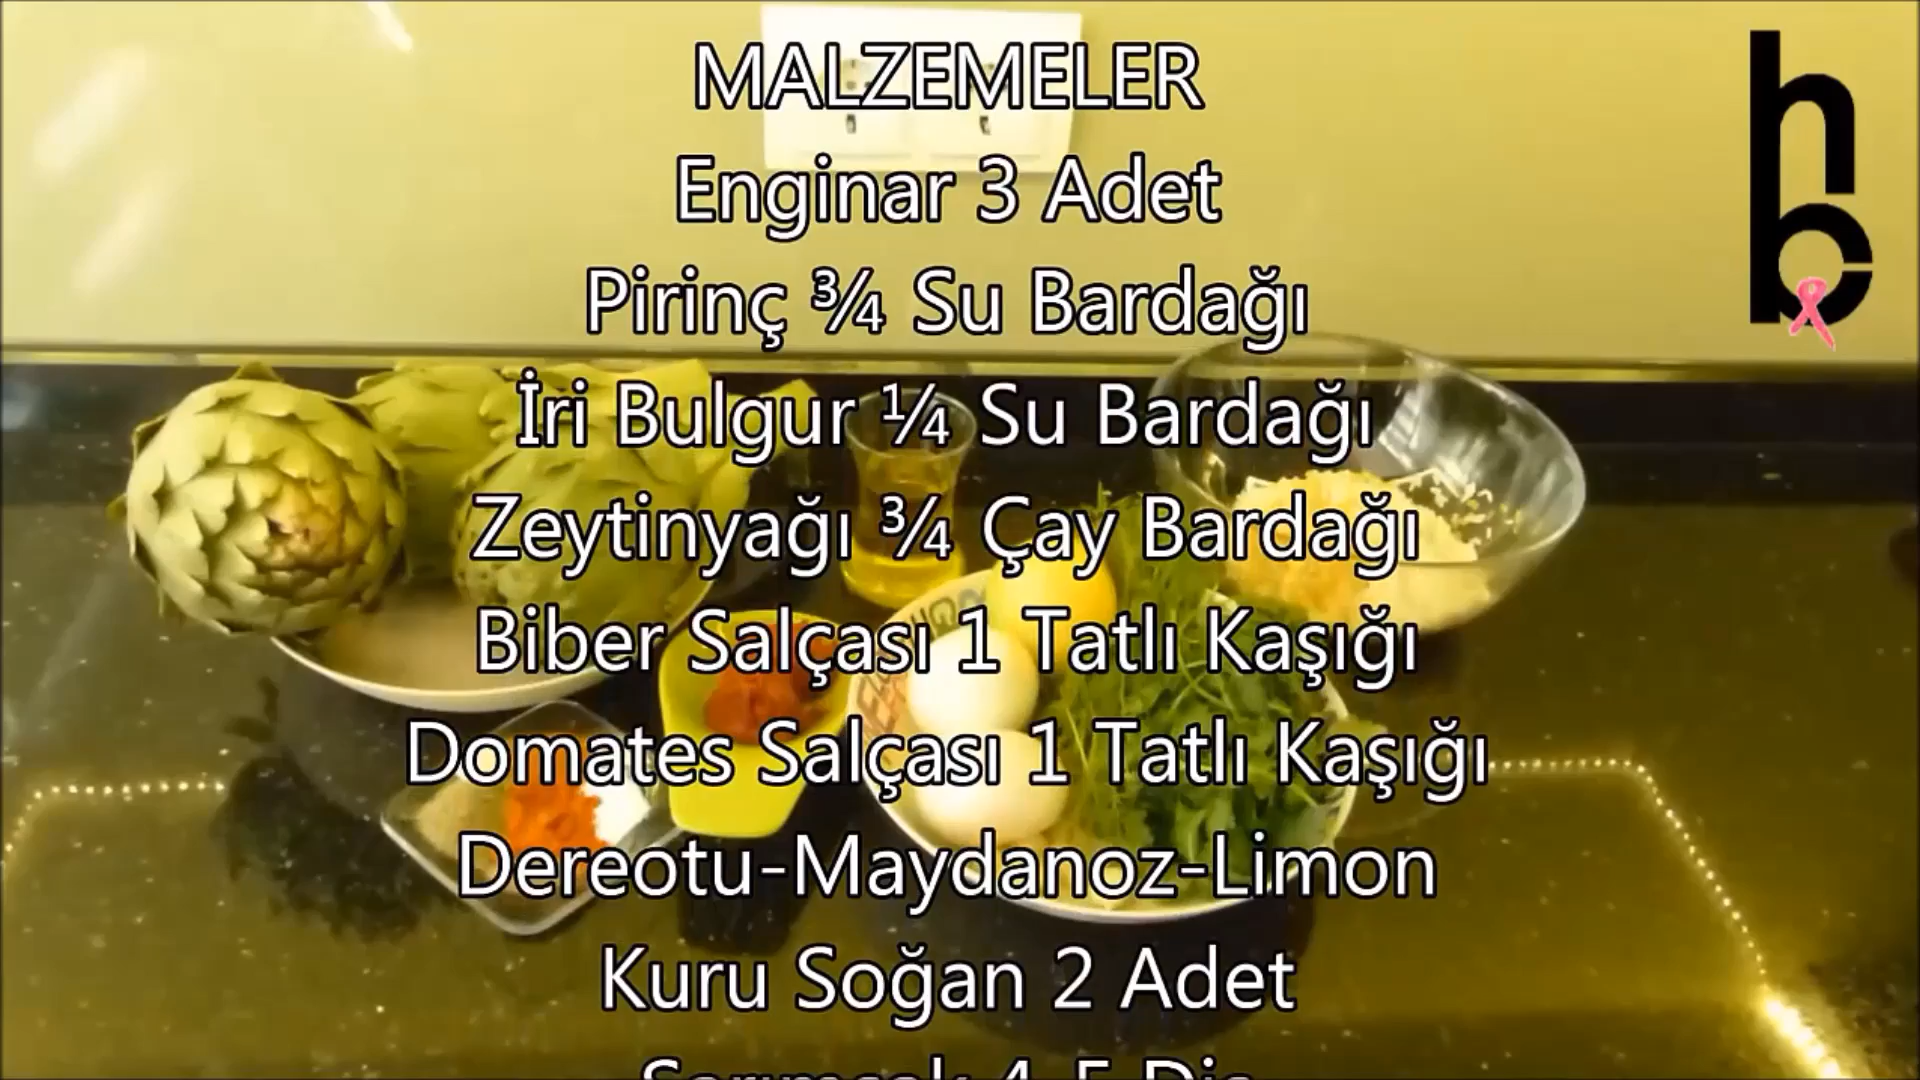 MALZEMELER
Enginar 3 Adet
Pirinç ¾ Su Bardağı
İri Bulgur ¼ Su Bardağı
Zeytinyağı ¾ Çay Bardağı
Biber Salçası 1 Tatlı Kaşığı
Domates Salçası 1 Tatlı Kaşığı
Dereotu-Maydanoz-Limon
Kuru Soğan 2 Adet
hb